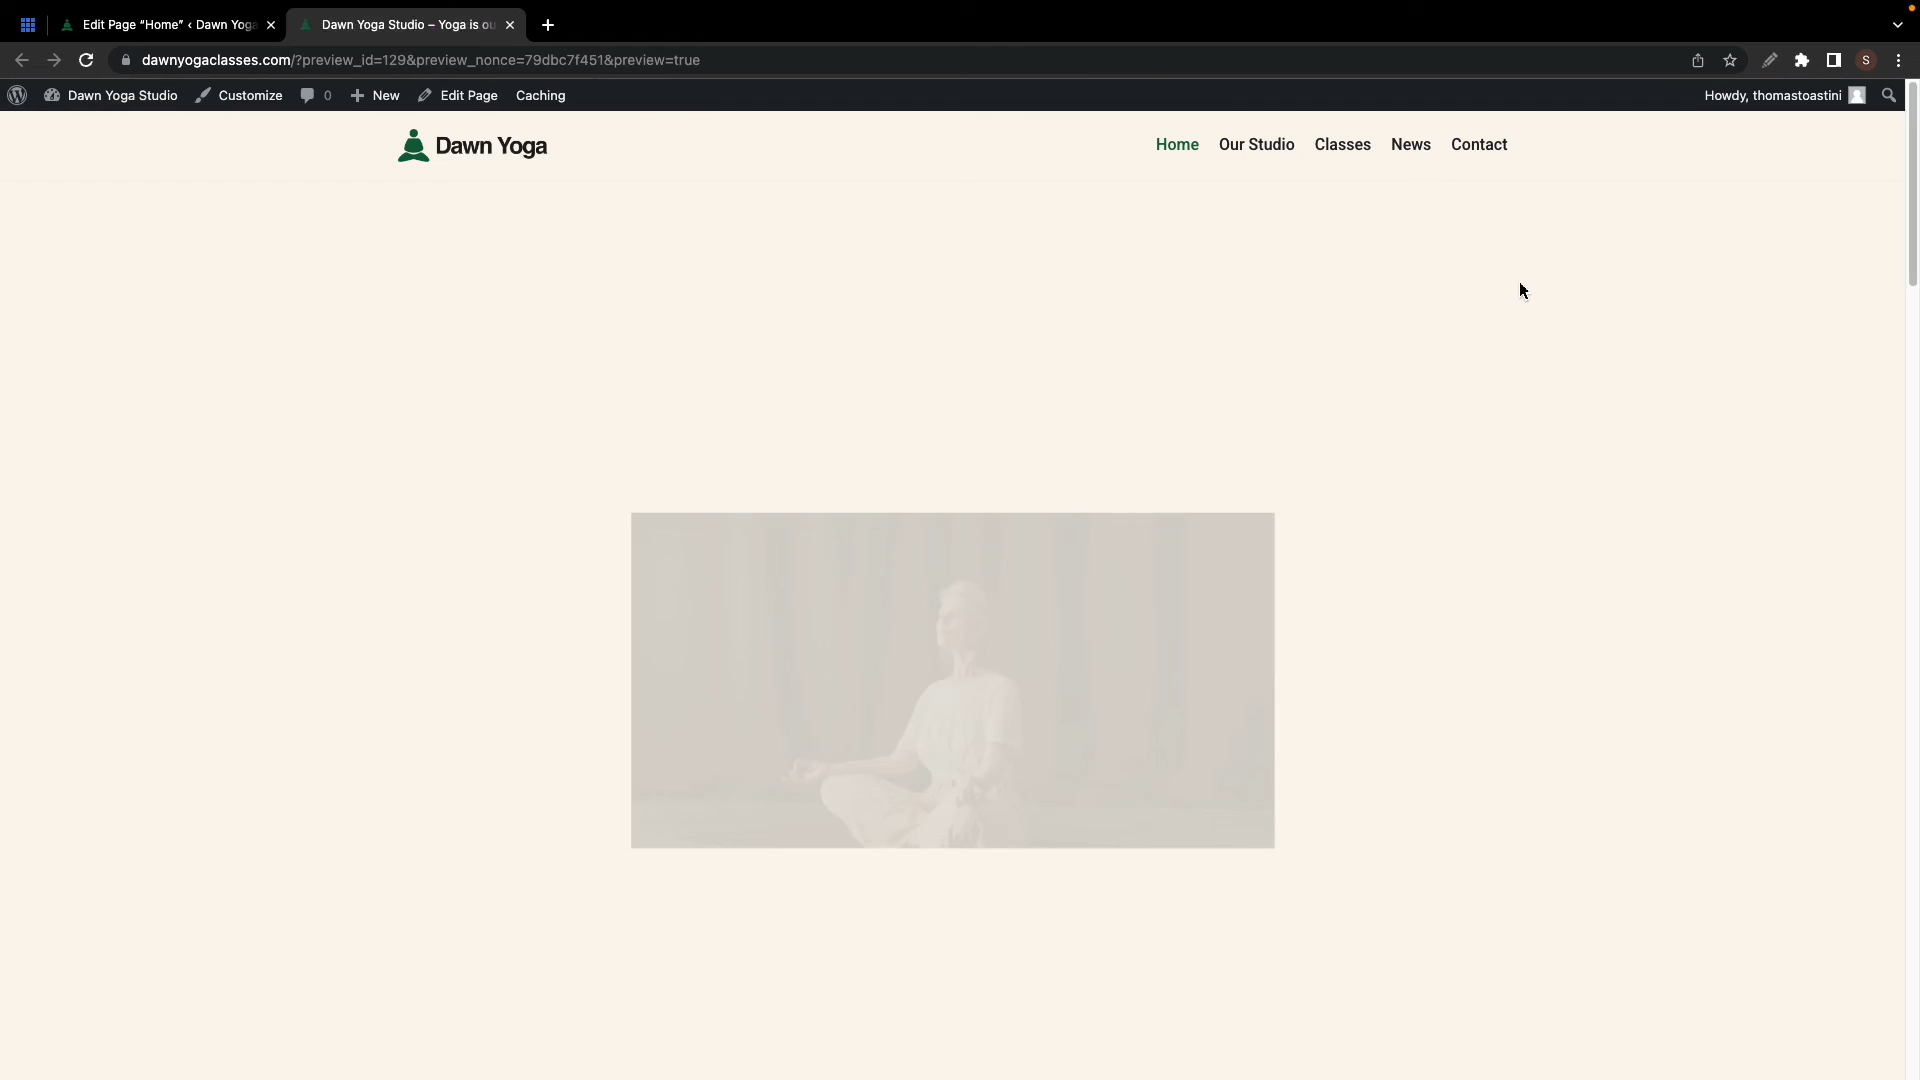 Edit Page “Home” ‹ Dawn Yoga
Dawn Yoga Studio – Yoga is ou
dawnyogaclasses.com/?preview_id=129&preview_nonce=79dbc7f451&preview=true
S
Dawn Yoga Studio Customize 0 New Edit Page Caching Howdy, thomastoastini
Dawn Yoga Home Our Studio Classes News Contact